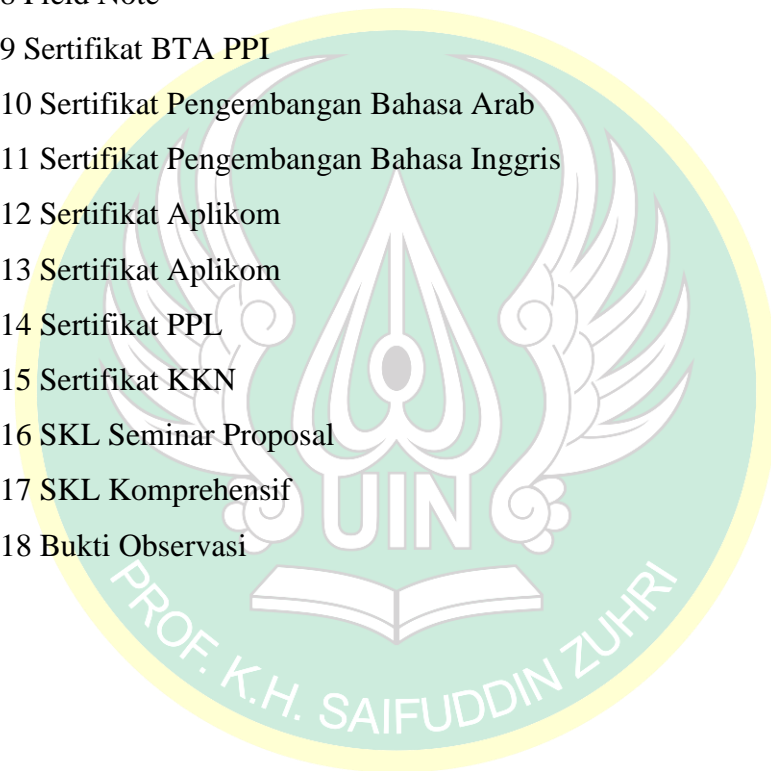 8 Field Note
9 Sertifikat BTA PPI
10 Sertifikat Pengembangan Bahasa Arab
11 Sertifikat Pengembangan Bahasa Inggris
12 Sertifikat Aplikom
13 Sertifikat Aplikom
14 Sertifikat PPL
15 Sertifikat KKN
16 SKL Seminar Proposal
17 SKL Komprehensif
18 Bukti Observasi
UIN
PROF. K.H. SAIFUDDIN ZUHRI